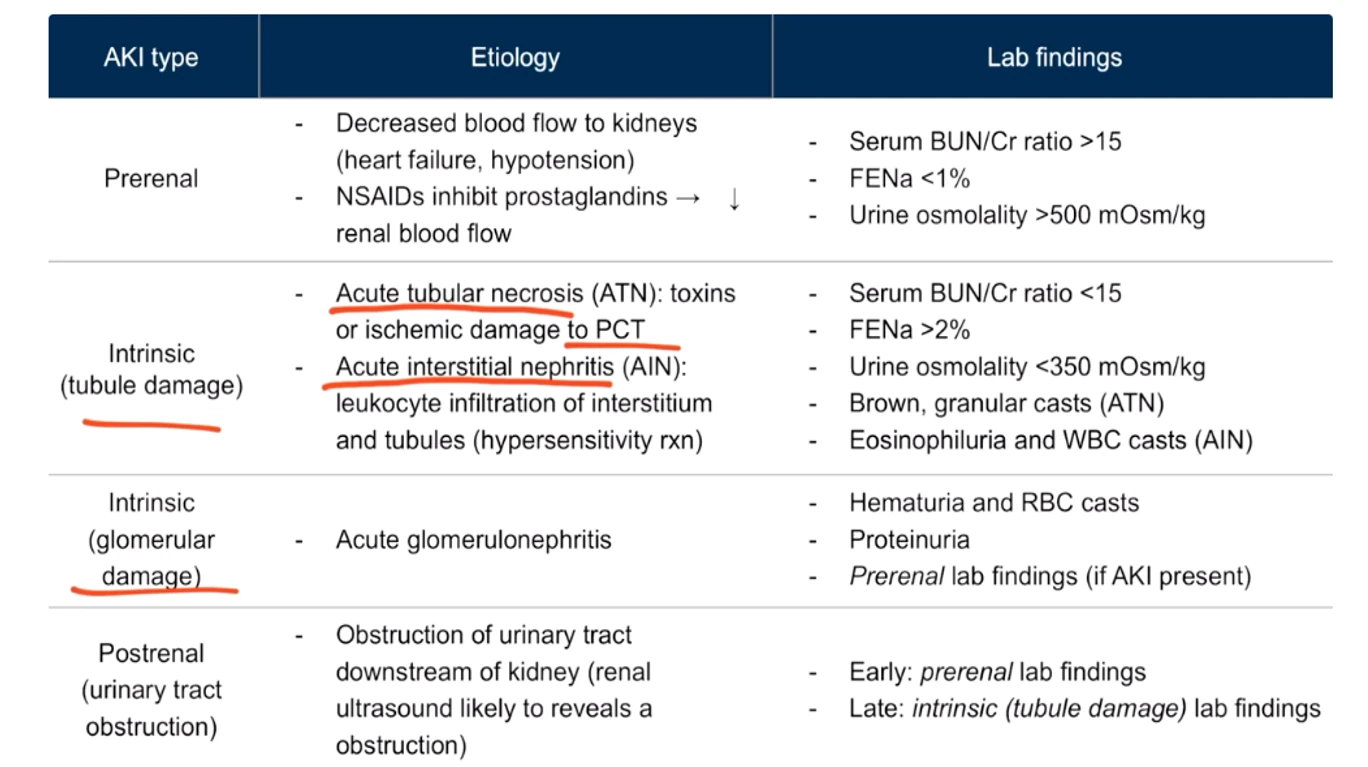 AKI type
Etiology
Lab findings
Prerenal
- Decreased blood flow to kidneys
(heart failure, hypotension)
- NSAIDs inhibit prostaglandins → ↓
renal blood flow
- Serum BUN/Cr ratio >15
- FENa <1%
- Urine osmolality >500 mOsm/kg
Intrinsic
(tubule damage)
- Acute tubular necrosis (ATN): toxins
or ischemic damage to PCT
- Acute interstitial nephritis (AIN):
leukocyte infiltration of interstitium
and tubules (hypersensitivity rxn)
- Serum BUN/Cr ratio <15
- FENa >2%
- Urine osmolality <350 mOsm/kg
- Brown, granular casts (ATN)
- Eosinophiluria and WBC casts (AIN)
Intrinsic
(glomerular
damage)
- Acute glomerulonephritis
- Hematuria and RBC casts
- Proteinuria
- Prerenal lab findings (if AKI present)
Postrenal
(urinary tract
obstruction)
- Obstruction of urinary tract
downstream of kidney (renal
ultrasound likely to reveals a
obstruction)
- Early: prerenal lab findings
- Late: intrinsic (tubule damage) lab findings